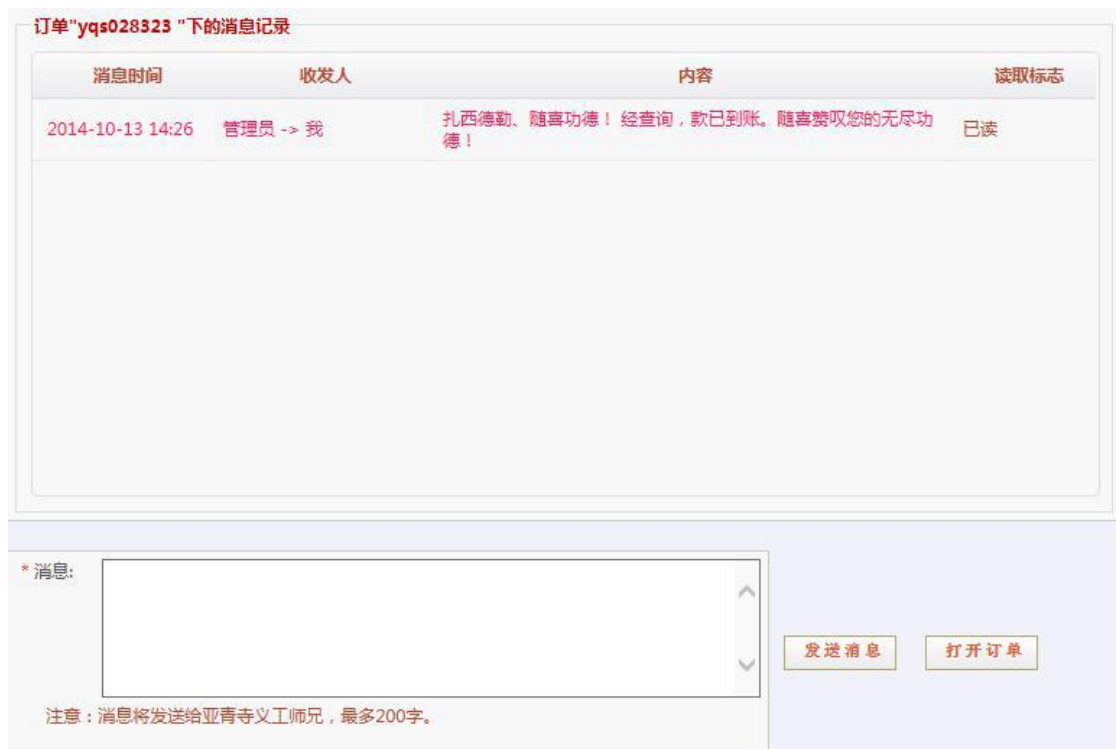 订单"yqs028323 "下的消息记录
消息时间 收发人 内容 读取标志
2014-10-13 14:26 管理员 -> 我 扎西德勒、随喜功德！ 经查询，款已到账。随喜赞叹您的无尽功
德！ 已读
* 消息:
发送消息 打开订单
注意：消息将发送给亚青寺义工师兄，最多200字。